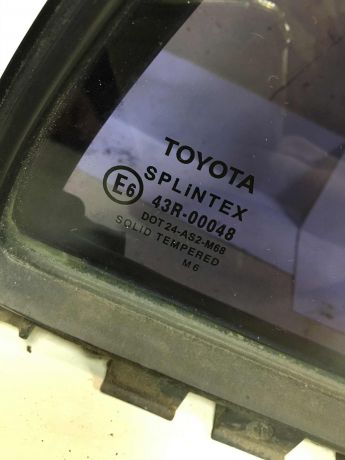 TOYOTA
SPLiNTEX
E6 43R-00048
DOT24-AS2-M68
SOLID TEMPERED
M6